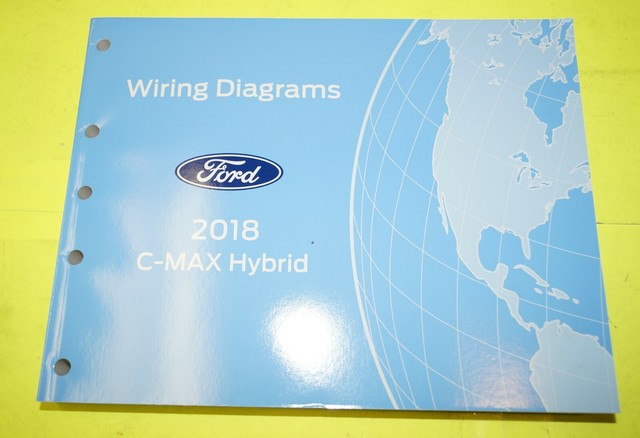 Wiring Diagrams
Ford
2018
C-MAX Hybrid